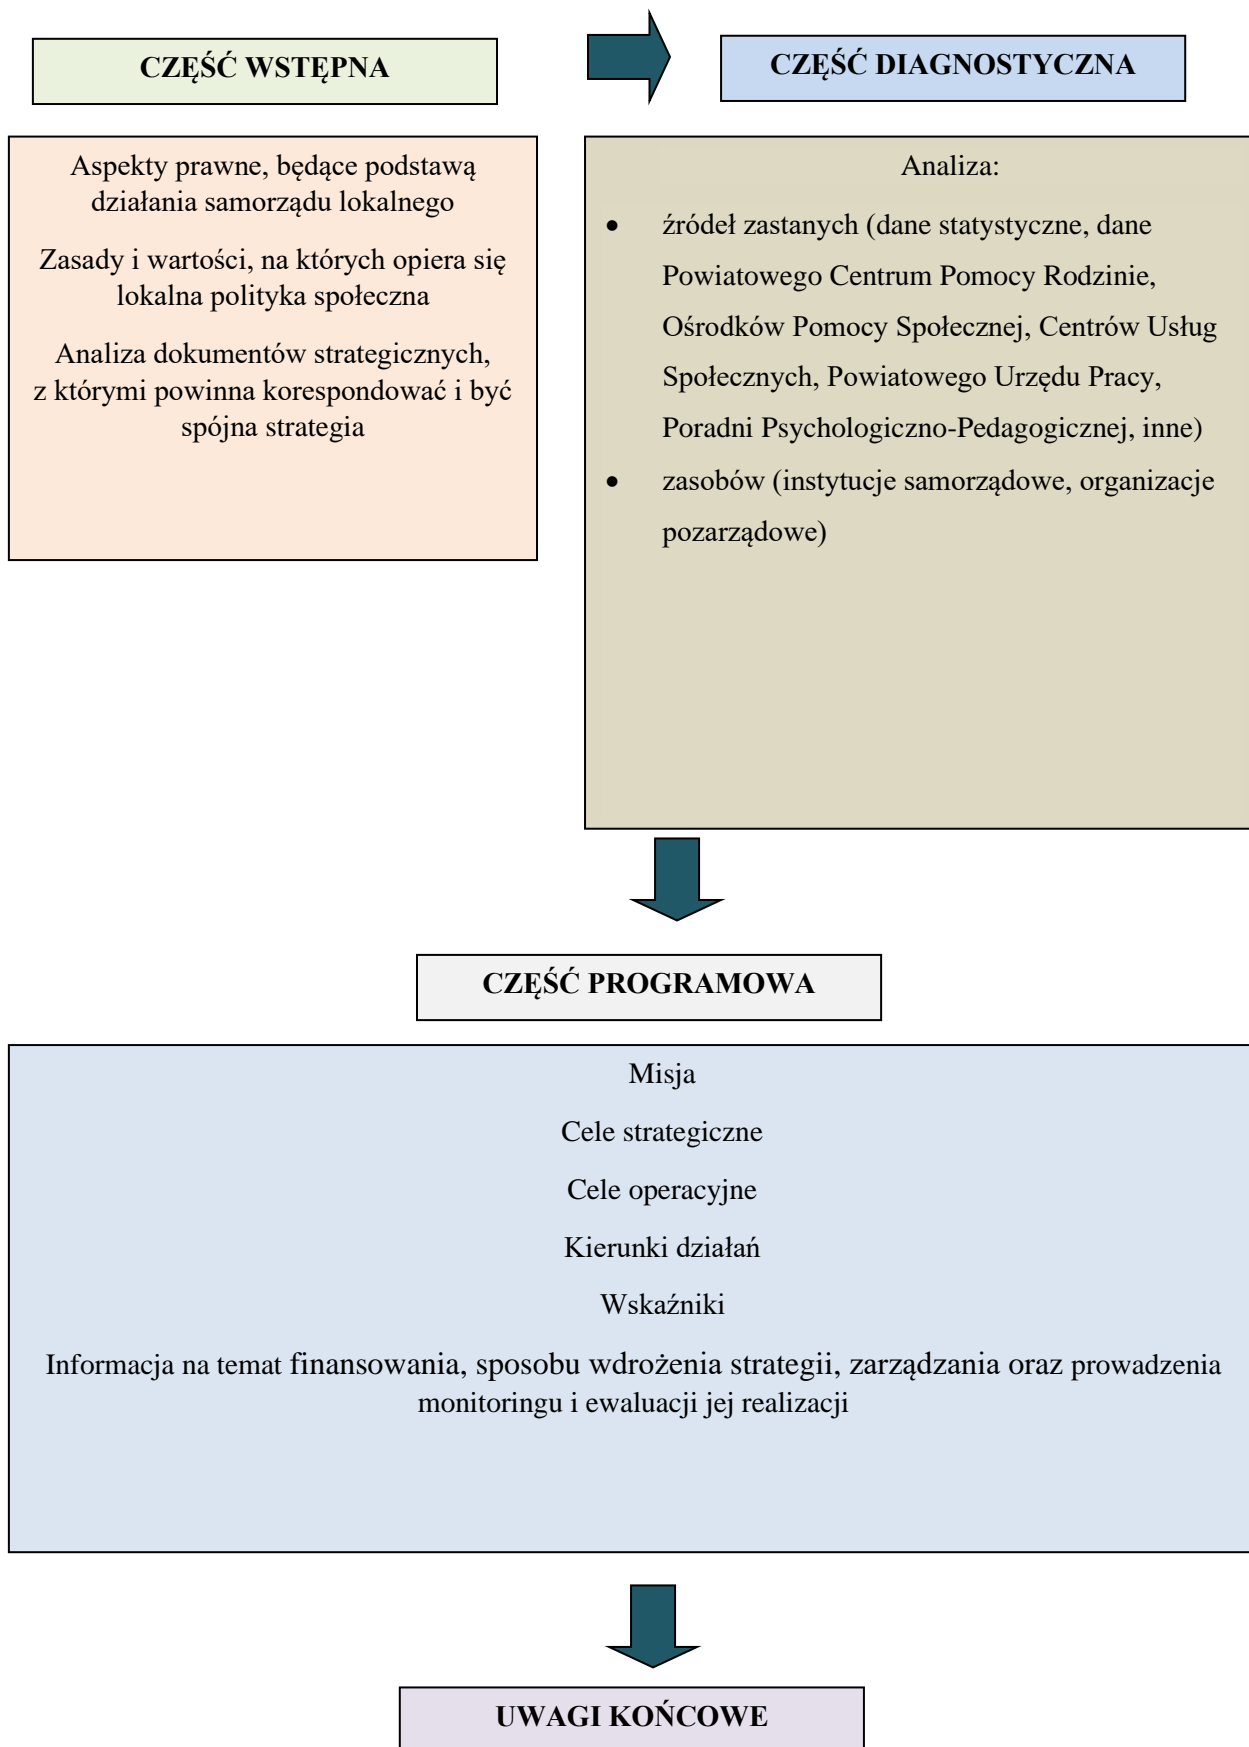 CZĘŚĆ WSTĘPNA
Aspekty prawne, będące podstawą
działania samorządu lokalnego
Zasady i wartości, na których opiera się
lokalna polityka społeczna
Analiza dokumentów strategicznych,
z którymi powinna korespondować i być
spójna strategia
CZĘŚĆ DIAGNOSTYCZNA
Analiza:
• źródeł zastanych (dane statystyczne, dane
Powiatowego Centrum Pomocy Rodzinie,
Ośrodków Pomocy Społecznej, Centrów Usług
Społecznych, Powiatowego Urzędu Pracy,
Poradni Psychologiczno-Pedagogicznej, inne)
• zasobów (instytucje samorządowe, organizacje
pozarządowe)
CZĘŚĆ PROGRAMOWA
Misja
Cele strategiczne
Cele operacyjne
Kierunki działań
Wskaźniki
Informacja na temat finansowania, sposobu wdrożenia strategii, zarządzania oraz prowadzenia
monitoringu i ewaluacji jej realizacji
UWAGI KOŃCOWE